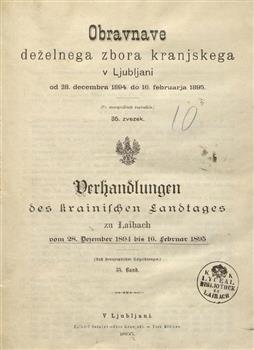 Obravnave
deželnega zbora kranjskega
v Ljubljani
od 28. decembra 1894 do 16. februarja 1895.
(Po stenografičnih zapisnikih.)
35. zvezek.
10
Verhandlungen
des krainischen Landtages
zu Laibach
vom 28. Dezember 1894 bis 16. Februar 1895
(Nach stenographischen Aufzeichnungen.)
35. Band.
K K
LYCEAL
BIBLIOTHEK
ZU
LAIBACH
V Ljubljani.
1895.